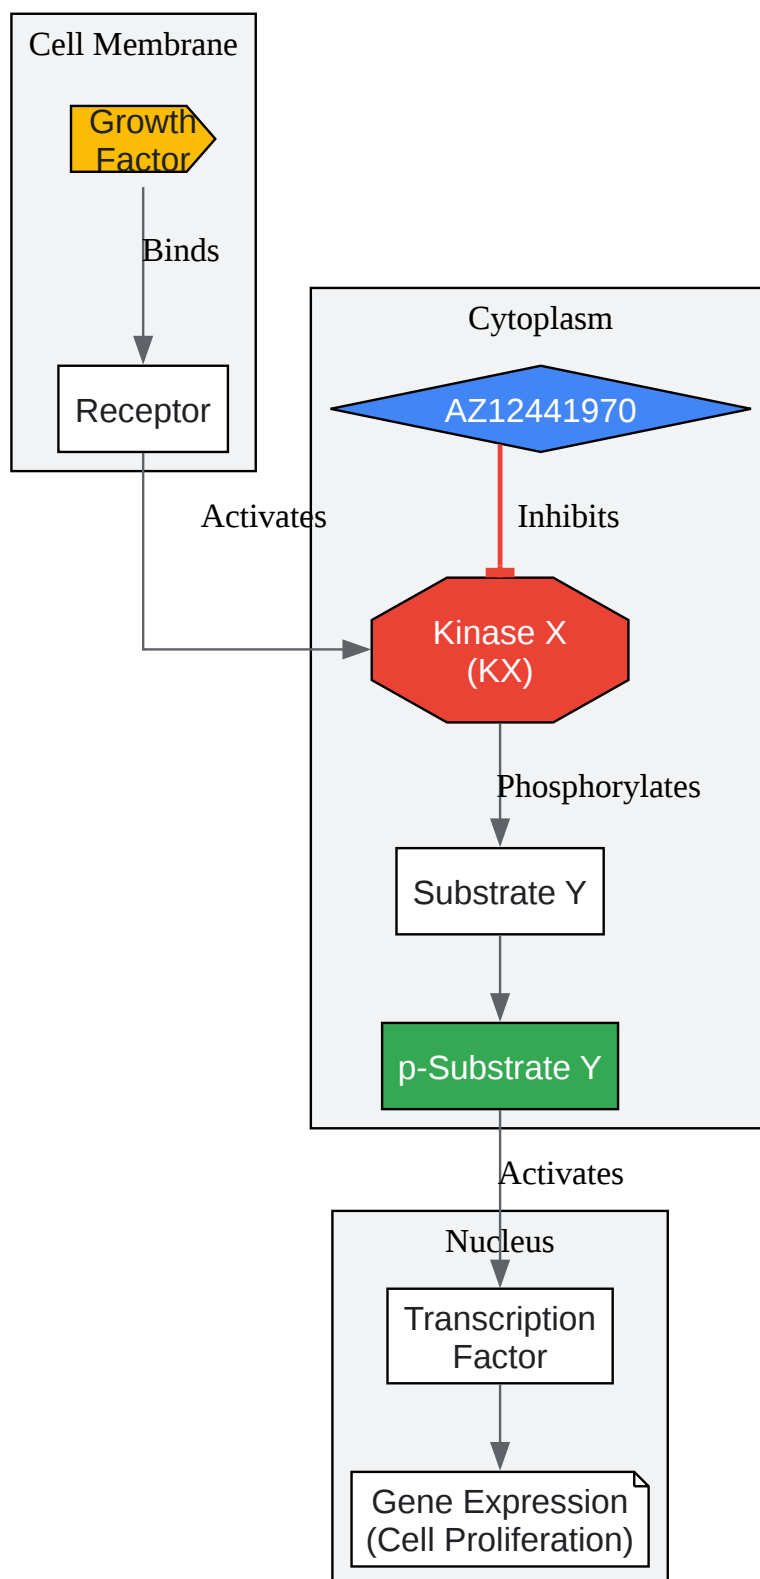 Cell Membrane
Growth
Factor
Binds
Receptor
Cytoplasm
AZ12441970
Activates
Inhibits
Kinase X
(KX)
Phosphorylates
Substrate Y
p-Substrate Y
Activates
Nucleus
Transcription
Factor
Gene Expression
(Cell Proliferation)